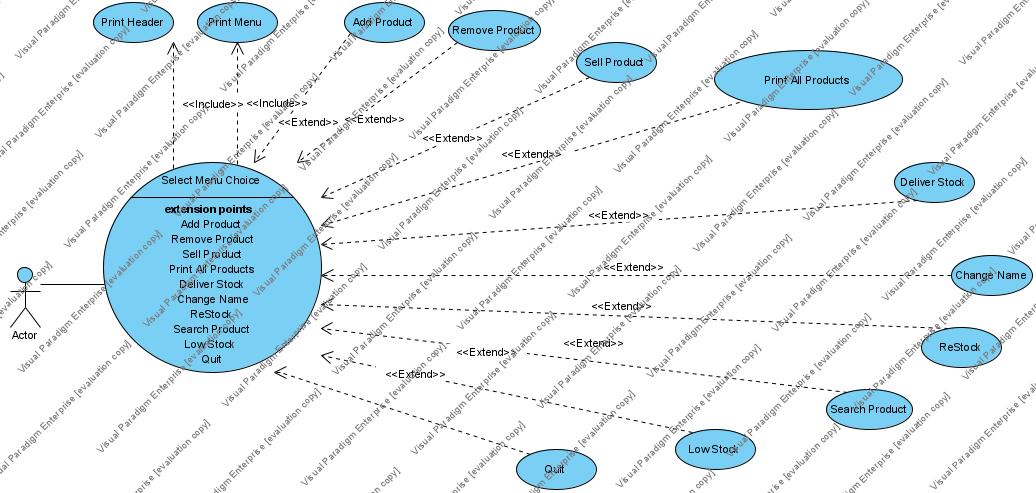 Print Header
Print Menu
Add Product
Remove Product
Sell Product
Print All Products
<<Include>>
<<Include>>
<<Extend>>
<<Extend>>
<<Extend>>
<<Extend>>
Select Menu Choice
extension points
Add Product
Remove Product
Sell Product
Print All Products
Deliver Stock
Change Name
ReStock
Search Product
Low Stock
Quit
Deliver Stock
<<Extend>>
<<Extend>>
Change Name
<<Extend>>
Actor
<<Extend>>
ReStock
<<Extend>>
<<Extend>>
Search Product
Low Stock
Quit
Visual Paradigm Enterprise [evaluation copy]